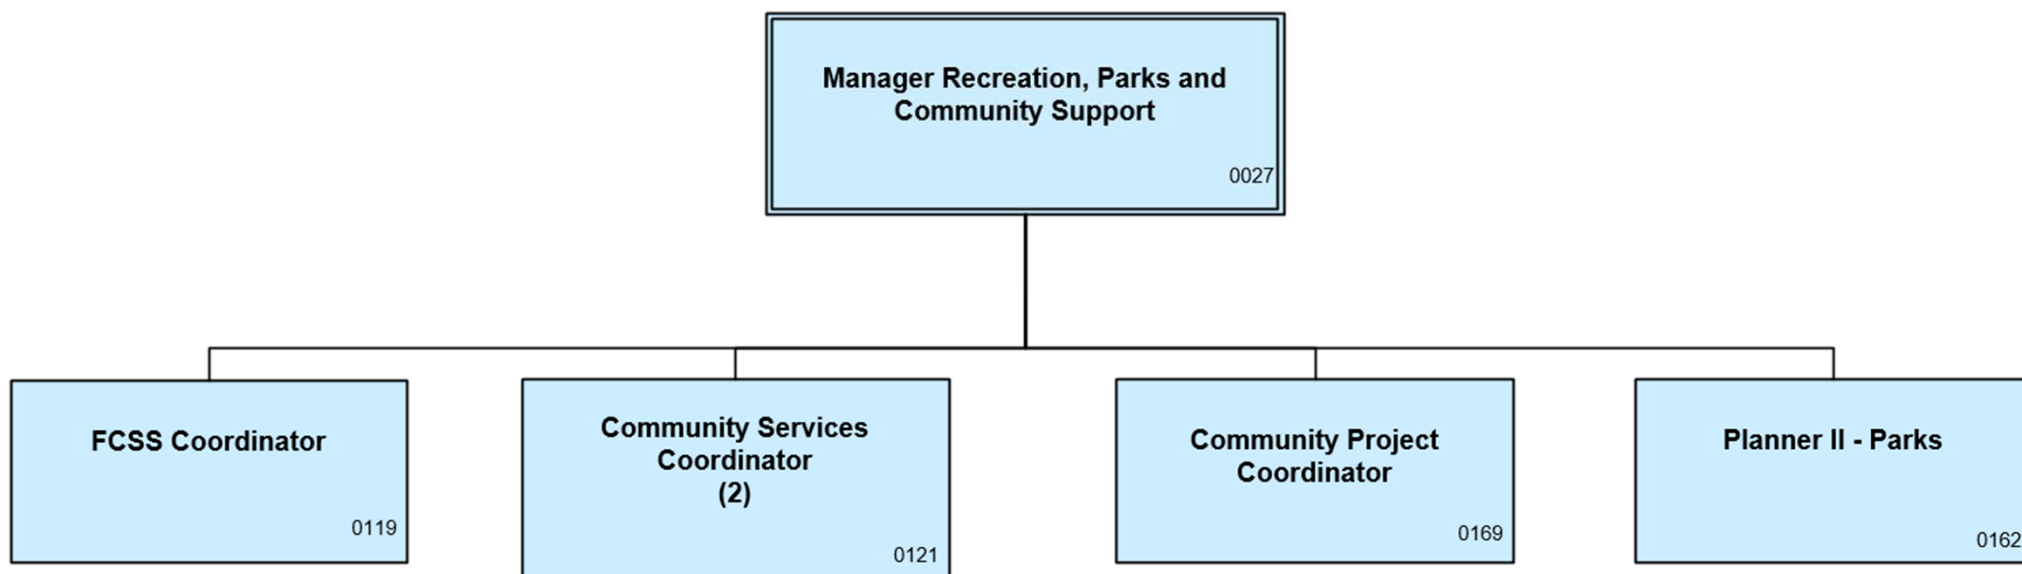 Manager Recreation, Parks and
Community Support
0027
FCSS Coordinator
0119
Community Services
Coordinator
(2)
0121
Community Project
Coordinator
0169
Planner II - Parks
0162